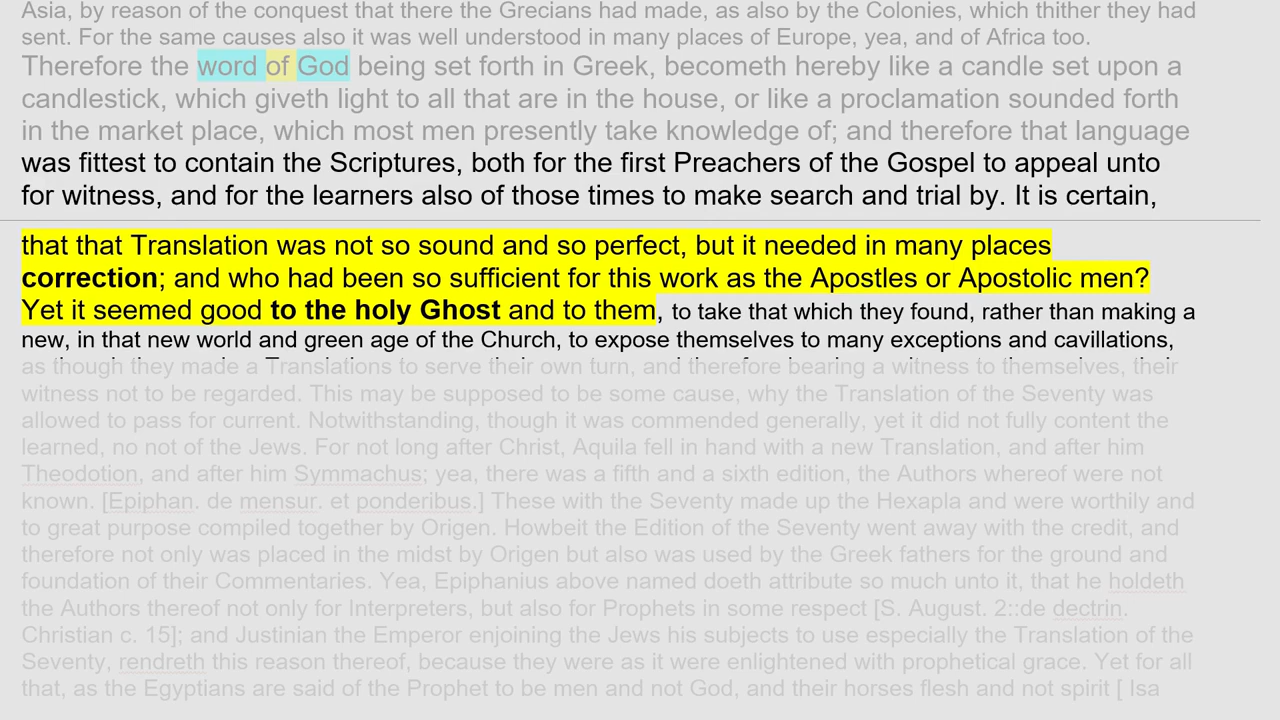 Asia, by reason of the conquest that there the Grecians had made, as also by the Colonies, which thither they had
sent. For the same causes also it was well understood in many places of Europe, yea, and of Africa too.
Therefore the word of God being set forth in Greek, becometh hereby like a candle set upon a
candlestick, which giveth light to all that are in the house, or like a proclamation sounded forth
in the market place, which most men presently take knowledge of; and therefore that language
was fittest to contain the Scriptures, both for the first Preachers of the Gospel to appeal unto
for witness, and for the learners also of those times to make search and trial by. It is certain,
that that Translation was not so sound and so perfect, but it needed in many places
correction; and who had been so sufficient for this work as the Apostles or Apostolic men?
Yet it seemed good to the holy Ghost and to them, to take that which they found, rather than making a
new, in that new world and green age of the Church, to expose themselves to many exceptions and cavillations,
as though they made a Translations to serve their own turn, and therefore bearing a witness to themselves, their
witness not to be regarded. This may be supposed to be some cause, why the Translation of the Seventy was
allowed to pass for current. Notwithstanding, though it was commended generally, yet it did not fully content the
learned, no not of the Jews. For not long after Christ, Aquila fell in hand with a new Translation, and after him
Theodotion, and after him Symmachus; yea, there was a fifth and a sixth edition, the Authors whereof were not
known. [Epiphan. de mensur. et ponderibus.] These with the Seventy made up the Hexapla and were worthily and
to great purpose compiled together by Origen. Howbeit the Edition of the Seventy went away with the credit, and
therefore not only was placed in the midst by Origen but also was used by the Greek fathers for the ground and
foundation of their Commentaries. Yea, Epiphanius above named doeth attribute so much unto it, that he holdeth
the Authors thereof not only for Interpreters, but also for Prophets in some respect [S. August. 2::de dectrin.
Christian c. 15]; and Justinian the Emperor enjoining the Jews his subjects to use especially the Translation of the
Seventy, rendreth this reason thereof, because they were as it were enlightened with prophetical grace. Yet for all
that, as the Egyptians are said of the Prophet to be men and not God, and their horses flesh and not spirit [ Isa